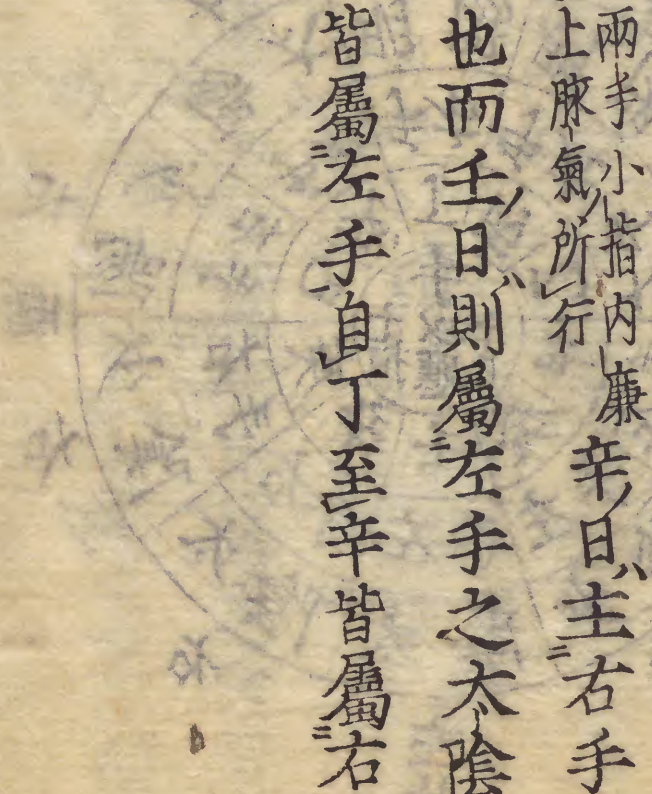 兩手小指内廉
上脉氣所行
辛日主右手
也而壬日則屬左手之太陰
皆屬左手自丁至辛皆屬右